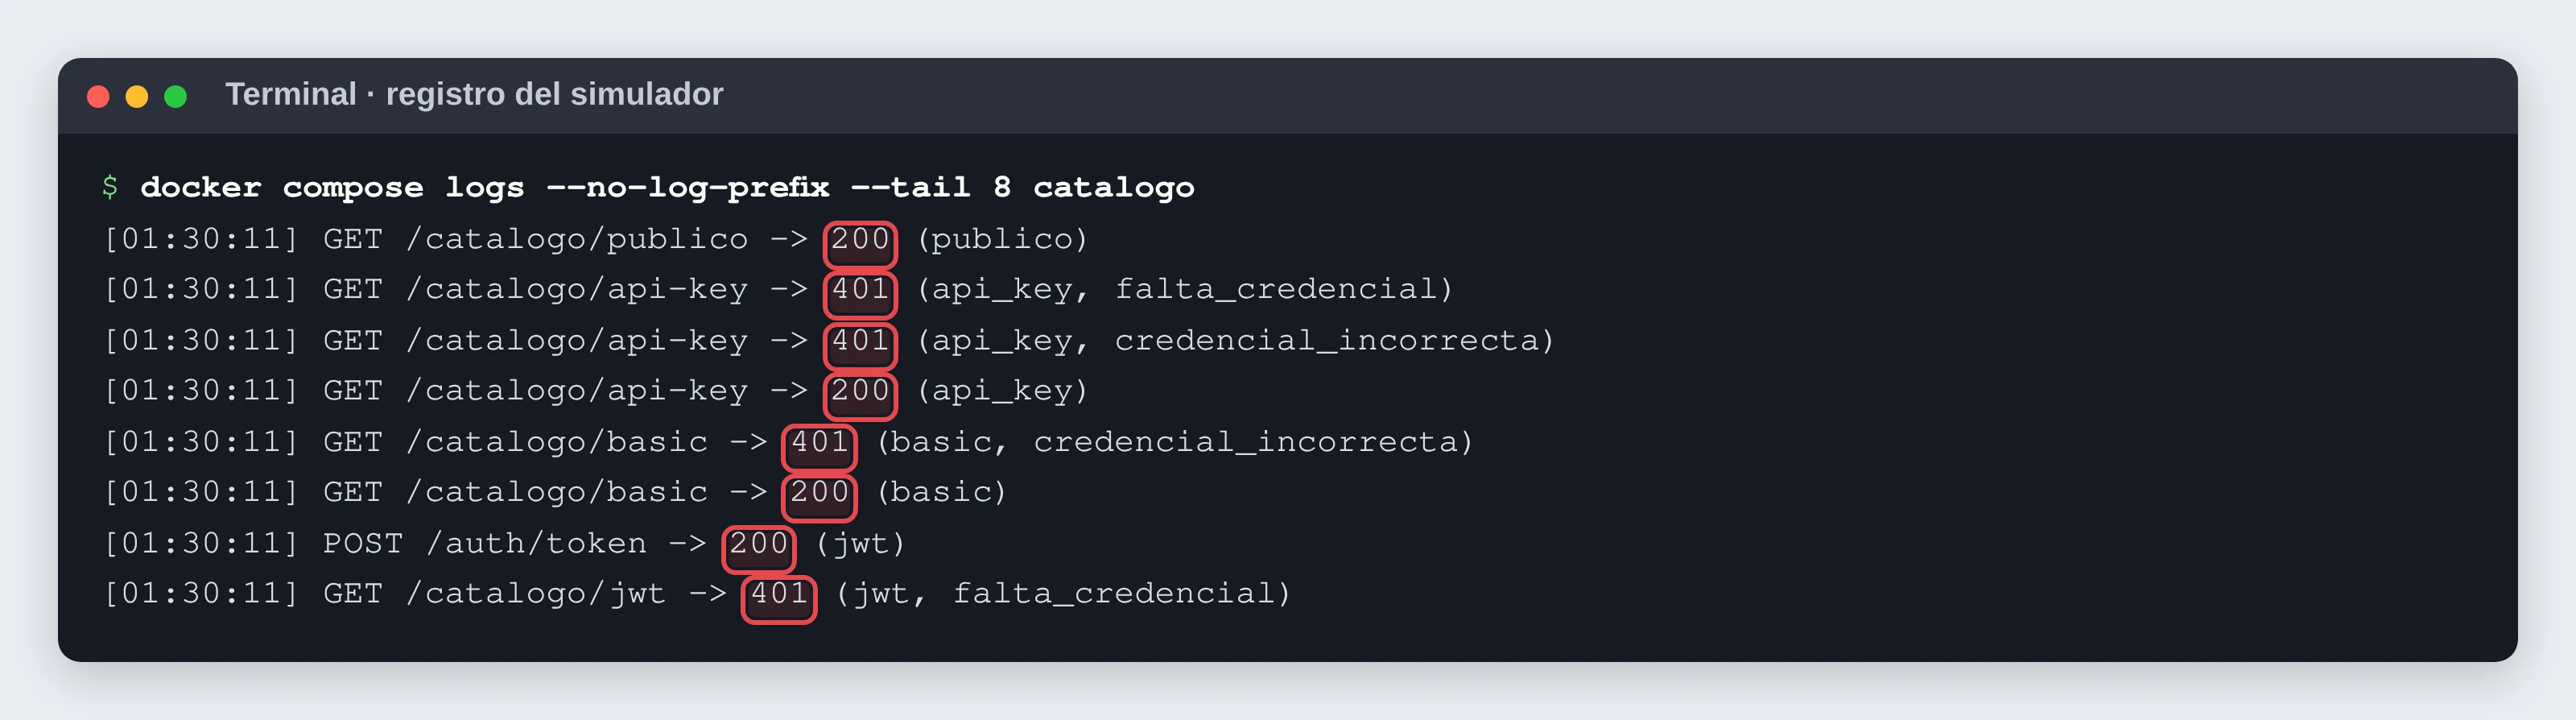 Terminal · registro del simulador
$ docker compose logs --no-log-prefix --tail 8 catalogo
[01:30:11] GET /catalogo/publico -> 200 (publico)
[01:30:11] GET /catalogo/api-key -> 401 (api_key, falta_credencial)
[01:30:11] GET /catalogo/api-key -> 401 (api_key, credencial_incorrecta)
[01:30:11] GET /catalogo/api-key -> 200 (api_key)
[01:30:11] GET /catalogo/basic -> 401 (basic, credencial_incorrecta)
[01:30:11] GET /catalogo/basic -> 200 (basic)
[01:30:11] POST /auth/token -> 200 (jwt)
[01:30:11] GET /catalogo/jwt -> 401 (jwt, falta_credencial)